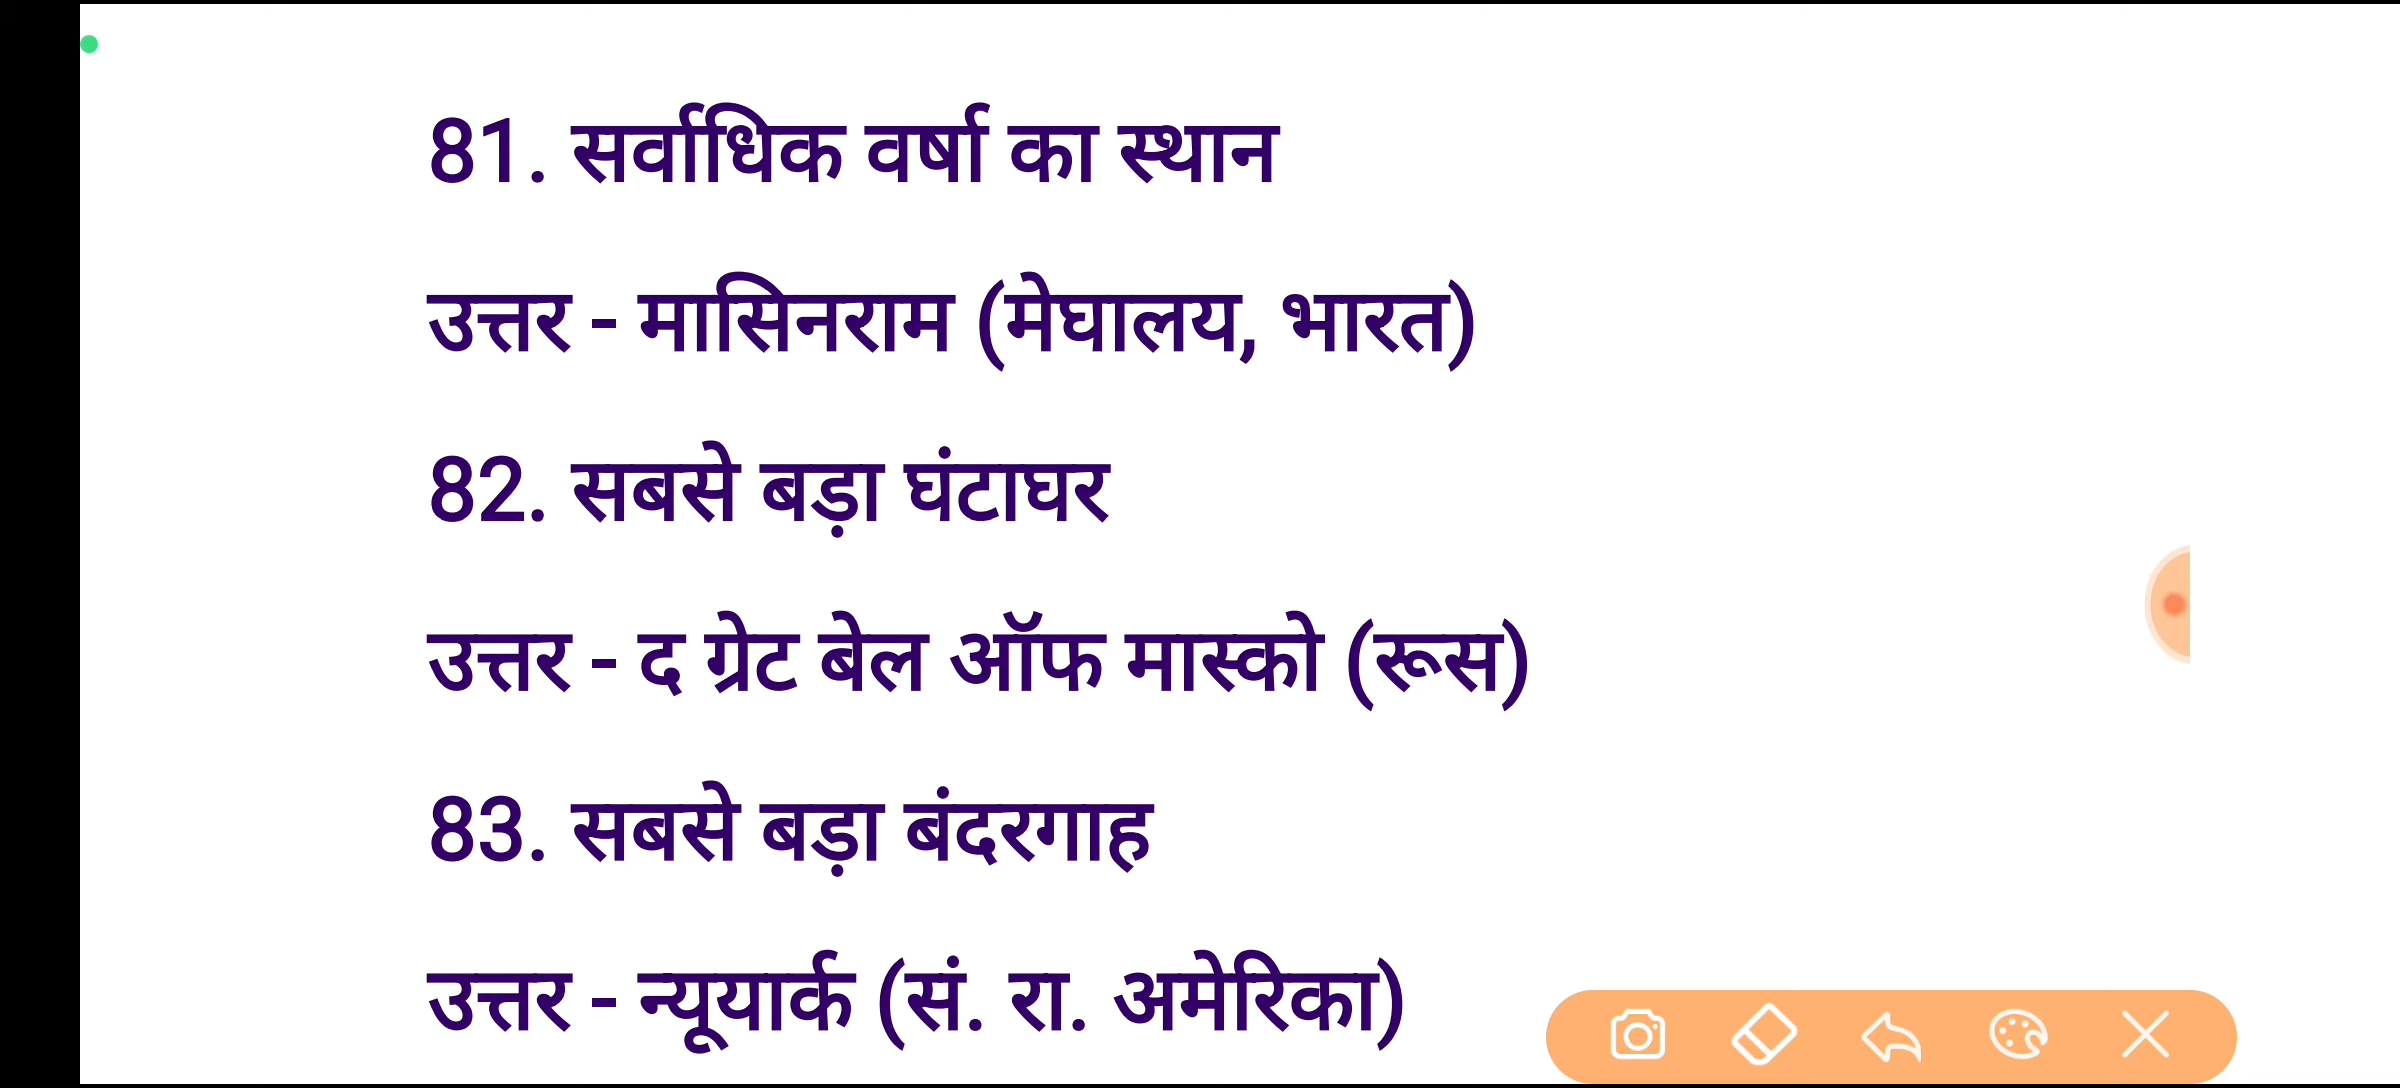 81. सर्वाधिक वर्षा का स्थान
उत्तर - मासिनराम (मेघालय, भारत)
82. सबसे बड़ा घंटाघर
उत्तर - द ग्रेट बेल ऑफ मास्को (रूस)
83. सबसे बड़ा बंदरगाह
उत्तर - न्यूयार्क (सं. रा. अमेरिका)